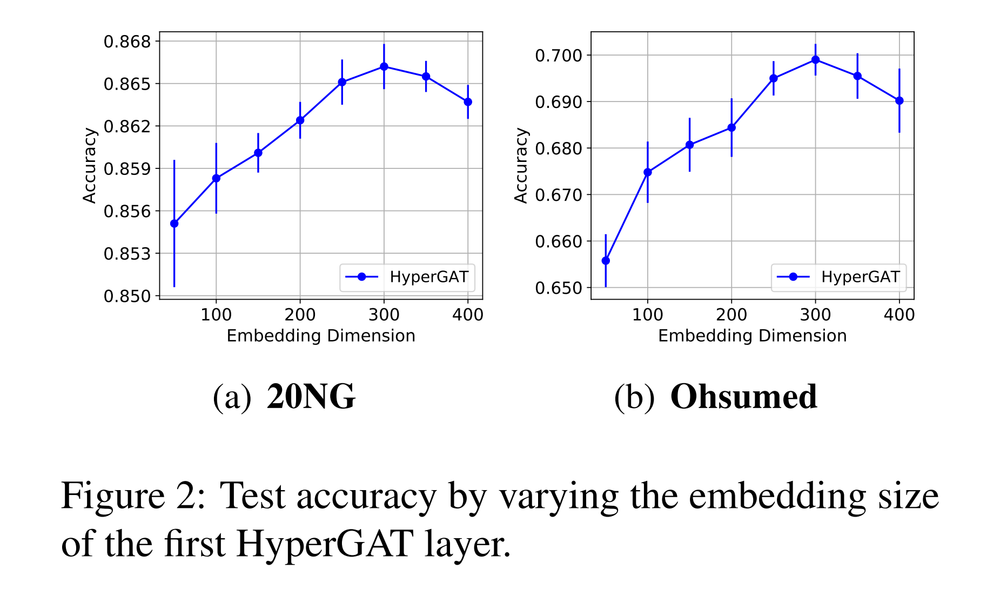 0.868
0.865
0.862
0.859
0.856
0.853
0.850
Accuracy
100 200 300 400
Embedding Dimension
HyperGAT
(a) 20NG
0.700
0.690
0.680
0.670
0.660
0.650
Accuracy
100 200 300 400
Embedding Dimension
HyperGAT
(b) Ohsumed
Figure 2: Test accuracy by varying the embedding size
of the first HyperGAT layer.